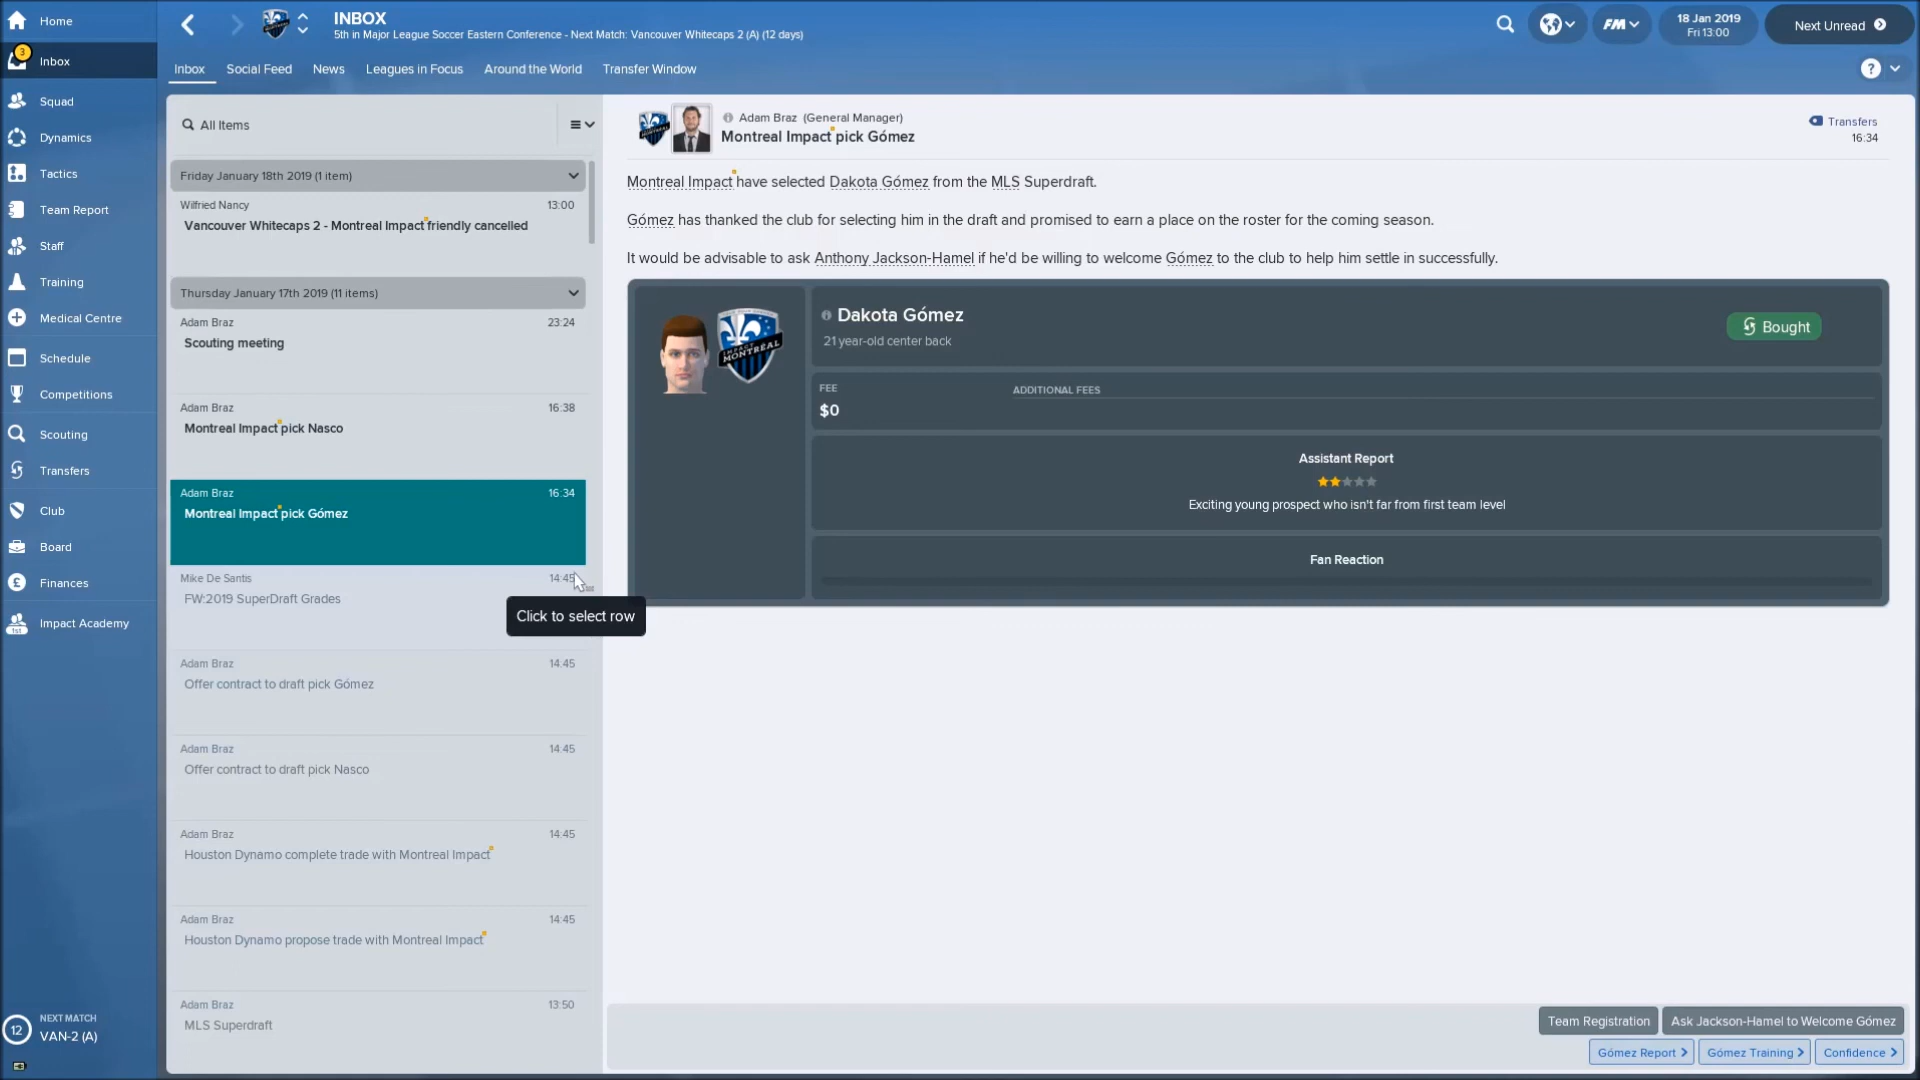 Home
3
Inbox
Squad
Dynamics
Tactics
Team Report
Staff
Training
Medical Centre
Schedule
Competitions
Scouting
Transfers
Club
Board
Finances
1st
Impact Academy
12
NEXT MATCH
VAN-2 (A)
INBOX
5th in Major League Soccer Eastern Conference - Next Match: Vancouver Whitecaps 2 (A) (12 days)
FM
18 Jan 2019
Fri 13:00
Next Unread
Inbox
Social Feed
News
Leagues in Focus
Around the World
Transfer Window
?
All Items
Friday January 18th 2019 (1 item)
Wilfried Nancy
13:00
Vancouver Whitecaps 2 - Montreal Impact friendly cancelled
Thursday January 17th 2019 (11 items)
Adam Braz
23:24
Scouting meeting
Adam Braz
16:38
Montreal Impact pick Nasco
Adam Braz
16:34
Montreal Impact pick Gómez
Mike De Santis
14:45
FW:2019 SuperDraft Grades
Click to select row
Adam Braz
14:45
Offer contract to draft pick Gómez
Adam Braz
14:45
Offer contract to draft pick Nasco
Adam Braz
14:45
Houston Dynamo complete trade with Montreal Impact
Adam Braz
14:45
Houston Dynamo propose trade with Montreal Impact
Adam Braz
13:50
MLS Superdraft
Adam Braz (General Manager)
Montreal Impact pick Gómez
Transfers
16:34
Montreal Impact have selected Dakota Gómez from the MLS Superdraft.
Gómez has thanked the club for selecting him in the draft and promised to earn a place on the roster for the coming season.
It would be advisable to ask Anthony Jackson-Hamel if he'd be willing to welcome Gómez to the club to help him settle in successfully.
IMPACT
MONTRÉAL
Dakota Gómez
21 year-old center back
Bought
FEE
$0
ADDITIONAL FEES
Assistant Report
Exciting young prospect who isn't far from first team level
Fan Reaction
Team Registration
Ask Jackson-Hamel to Welcome Gómez
Gómez Report
Gómez Training
Confidence